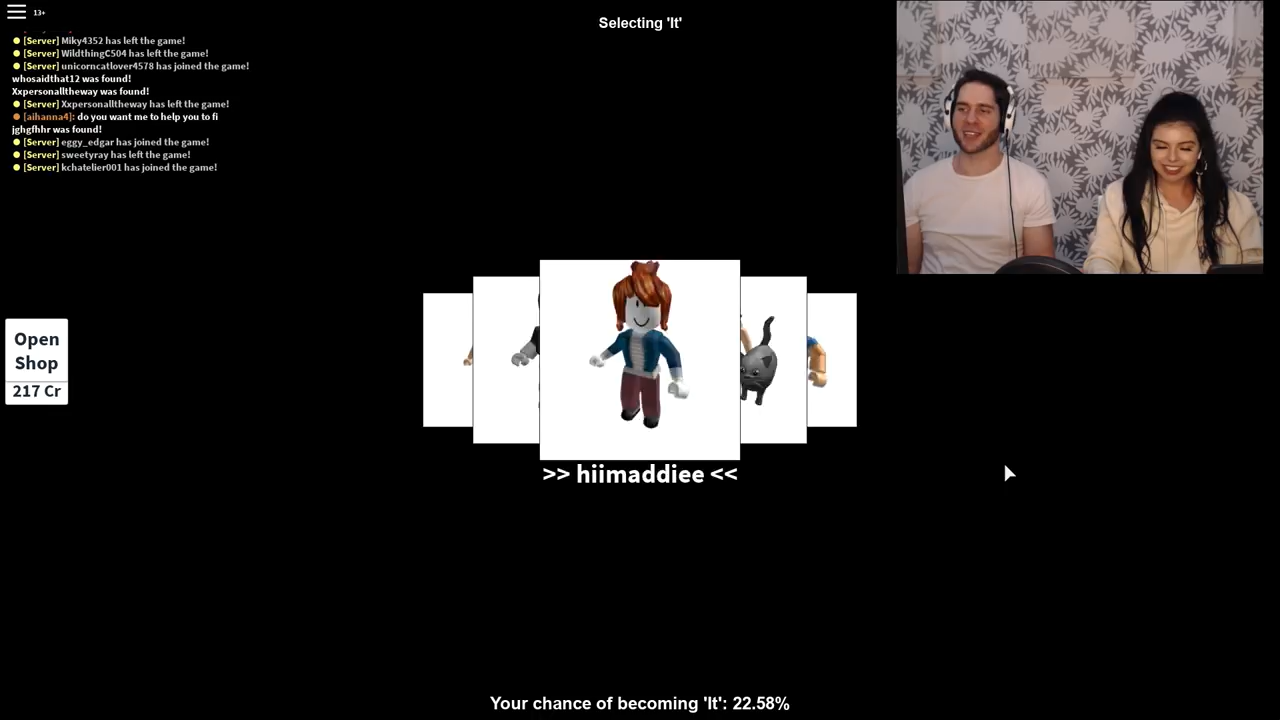 13+
Selecting 'It'
[Server] Miky4352 has left the game!
[Server] WildthingC504 has left the game!
[Server] unicorncatlover4578 has joined the game!
whosaidthat12 was found!
Xxpersonalltheway was found!
[Server] Xxpersonalltheway has left the game!
[aihanna4]: do you want me to help you to fi
jghgfhhr was found!
[Server] eggy_edgar has joined the game!
[Server] sweetyray has left the game!
[Server] kchatelier001 has joined the game!
Open
Shop
217 Cr
>> hiimaddiee <<
Your chance of becoming 'It': 22.58%